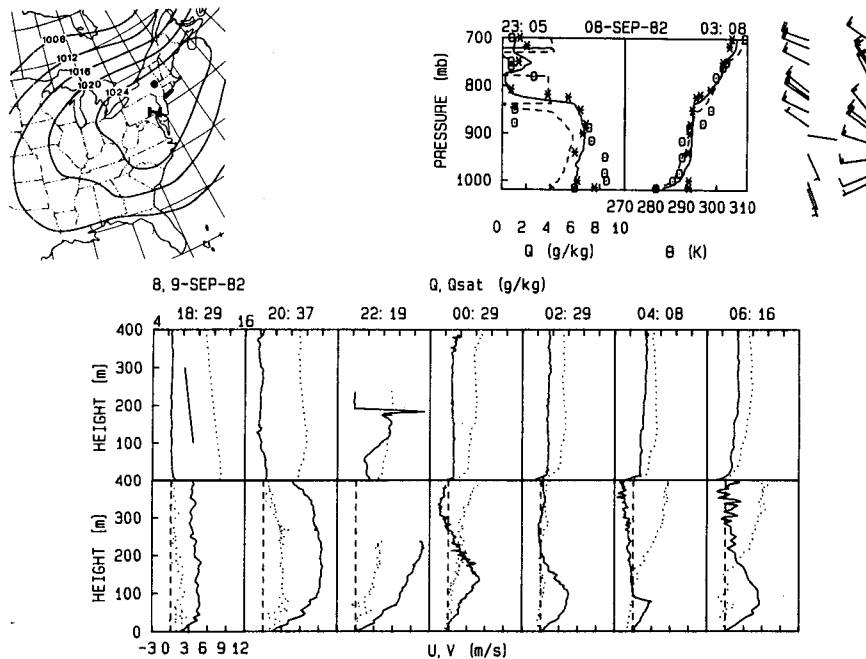 1008
1012
1016
1020
1024
H
23: 05 08-SEP-82 03: 08
700
800
900
1000
PRESSURE (mb)
270 280 290 300 310
0 2 4 6 8 10
Q (g/kg) θ (K)
8, 9-SEP-82 Q, Qsat (g/kg)
4 18: 29 16 20: 37 22: 19 00: 29 02: 29 04: 08 06: 16
400
300
200
100
HEIGHT (m)
400
300
200
100
0
HEIGHT (m)
-3 0 3 6 9 12 U, V (m/s)